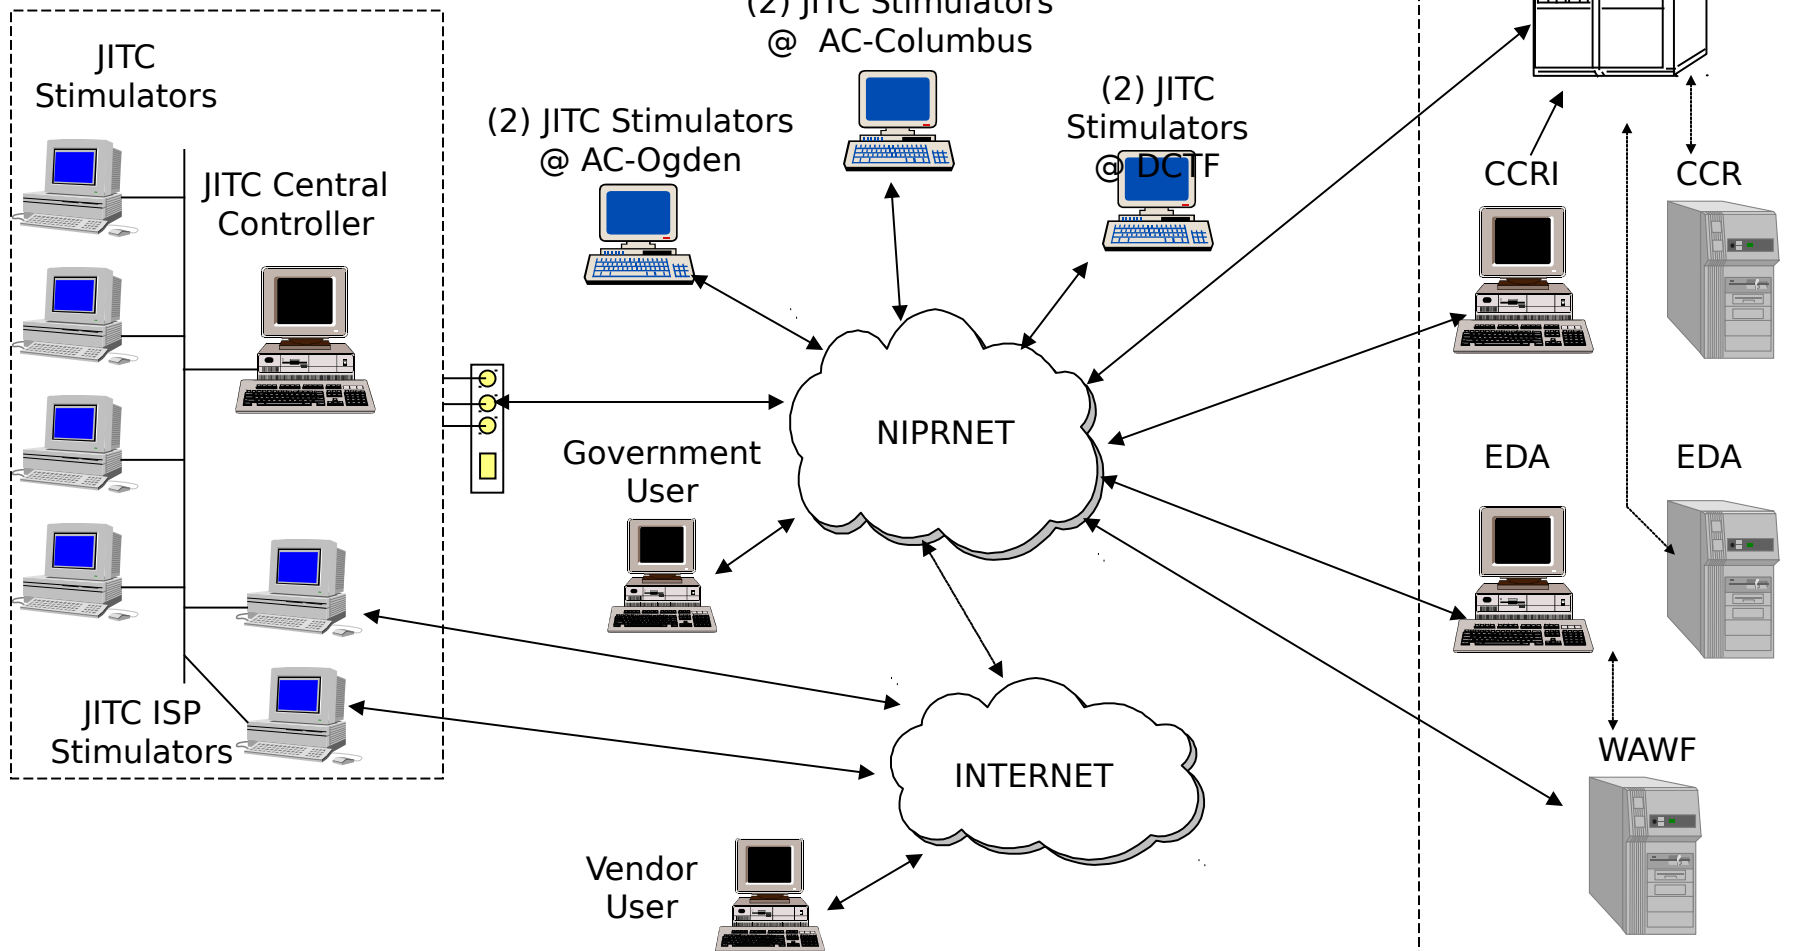 (2) JITC Stimulators
@ AC-Columbus
JITC
Stimulators
(2) JITC Stimulators
@ AC-Ogden
(2) JITC
Stimulators
@ DCTF
JITC Central
Controller
CCRI
CCR
NIPRNET
Government
User
EDA
EDA
JITC ISP
Stimulators
WAWF
INTERNET
Vendor
User